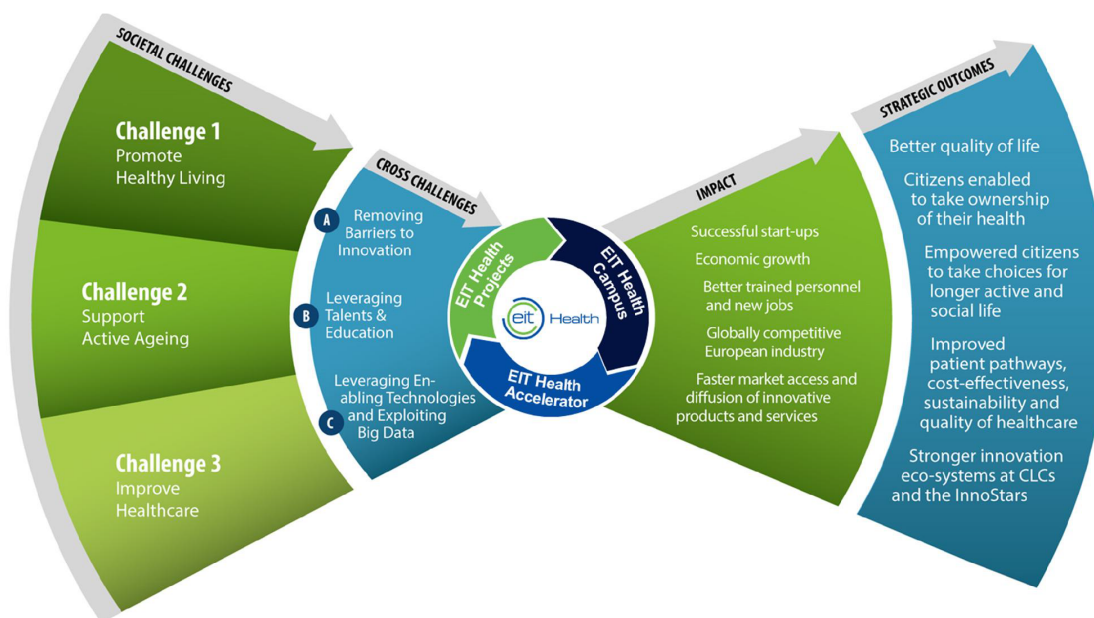 SOCIETAL CHALLENGES
Challenge 1
Promote
Healthy Living
Challenge 2
Support
Active Ageing
Challenge 3
Improve
Healthcare
CROSS CHALLENGES
A
Removing
Barriers to
Innovation
B
Leveraging
Talents &
Education
C
Leveraging En-
abling Technologies
and Exploiting
Big Data
EIT Health
Projects
EIT Health
Campus
EIT Health
Accelerator
eit Health
IMPACT
Successful start-ups
Economic growth
Better trained personnel
and new jobs
Globally competitive
European industry
Faster market access and
diffusion of innovative
products and services
STRATEGIC OUTCOMES
Better quality of life
Citizens enabled
to take ownership
of their health
Empowered citizens
to take choices for
longer active and
social life
Improved
patient pathways,
cost-effectiveness,
sustainability and
quality of healthcare
Stronger innovation
eco-systems at CLCs
and the InnoStars